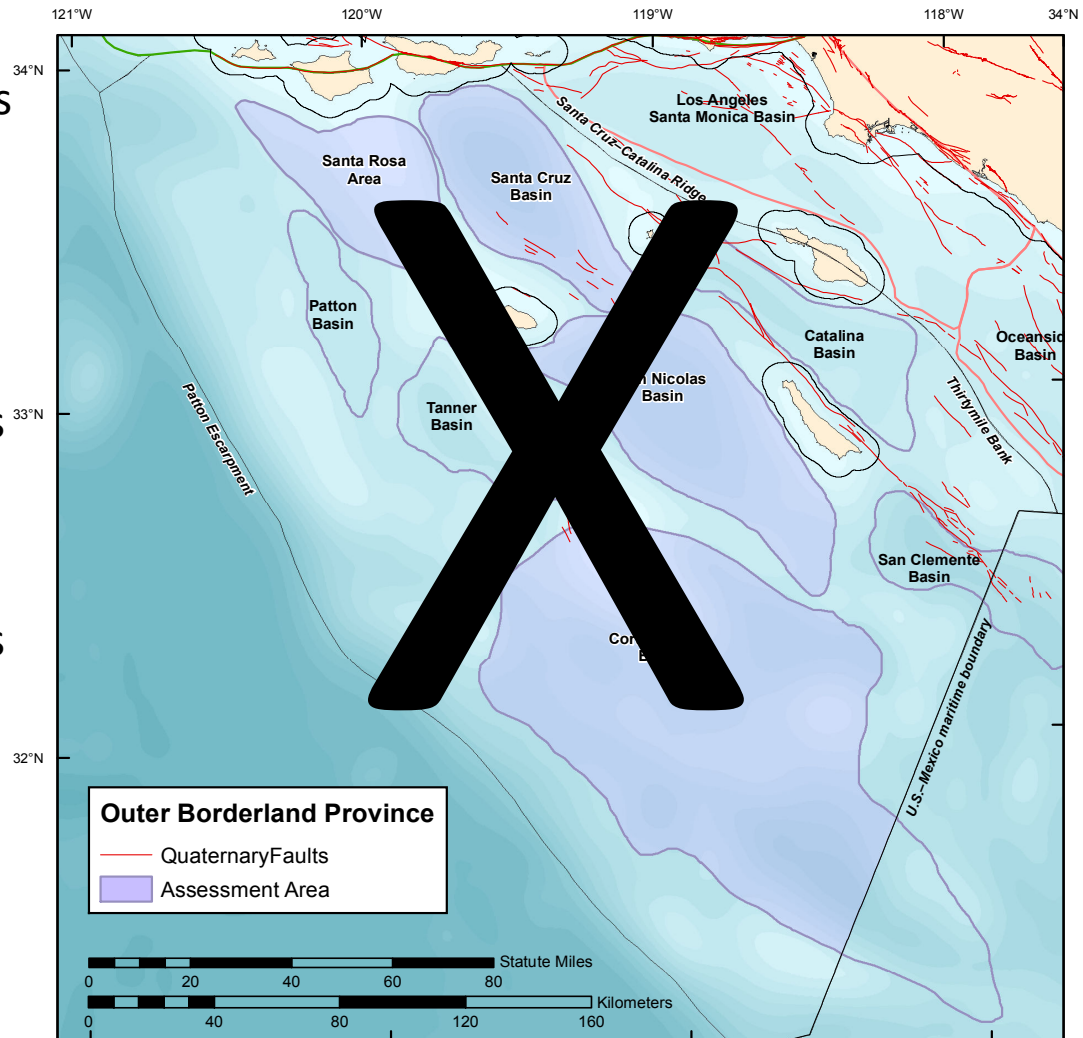 121°W
120°W
119°W
118°W
34°N
34°N
s
Los Angeles
Santa Monica Basin
Santa Cruz–Catalina Ridge
Santa Rosa
Area
Santa Cruz
Basin
Patton
Basin
Catalina
Basin
Oceansid
Basin
n Nicolas
Basin
Tanner
Basin
33°N
s
Patton Escarpment
Thirtymile Bank
San Clemente
Basin
s
Cor
B
U.S.–Mexico maritime boundary
32°N
Outer Borderland Province
QuaternaryFaults
Assessment Area
Statute Miles
0 20 40 60 80
Kilometers
0 40 80 120 160